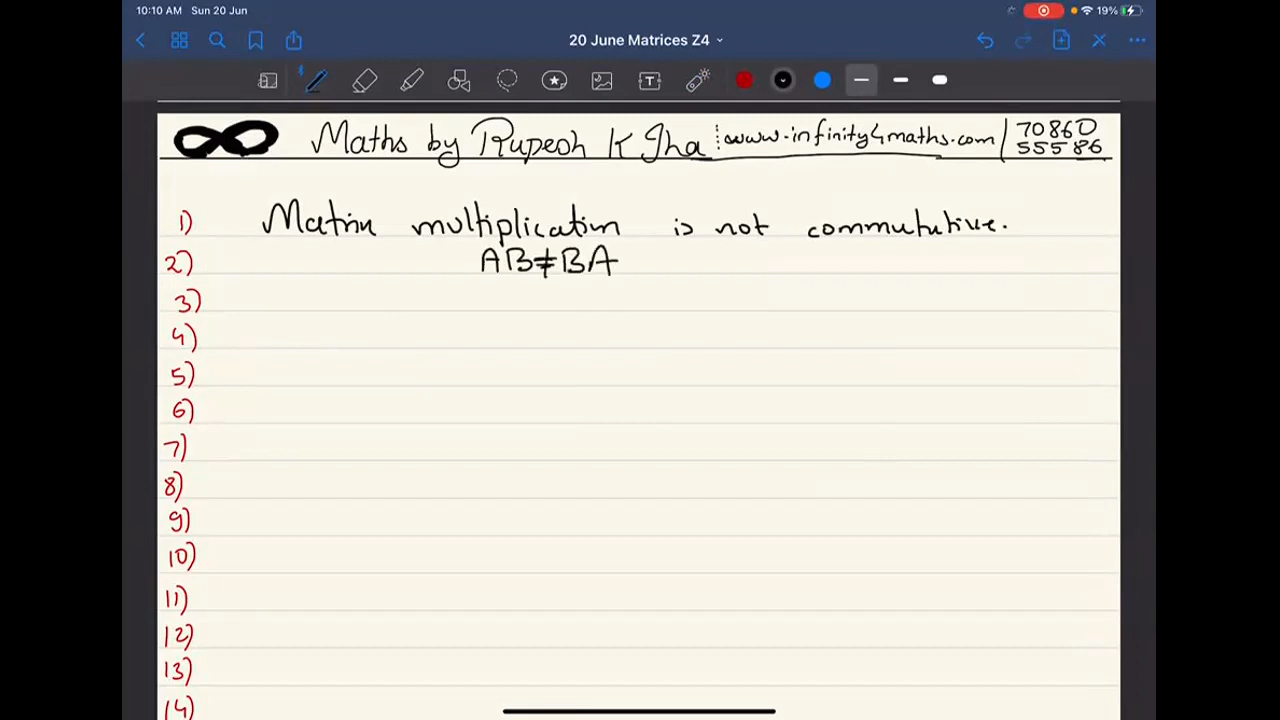 10:10 AM Sun 20 Jun 19%
20 June Matrices Z4
T
Maths by Rupesh K Jha www.infinity4maths.com 70860 55586
1) Matrix multiplication is not commutative.
2) AB≠BA
3)
4)
5)
6)
7)
8)
9)
10)
11)
12)
13)
14)